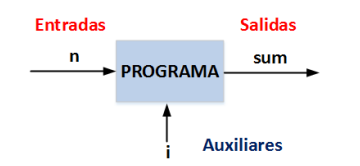 Entradas
Salidas
n
PROGRAMA
sum
i
Auxiliares